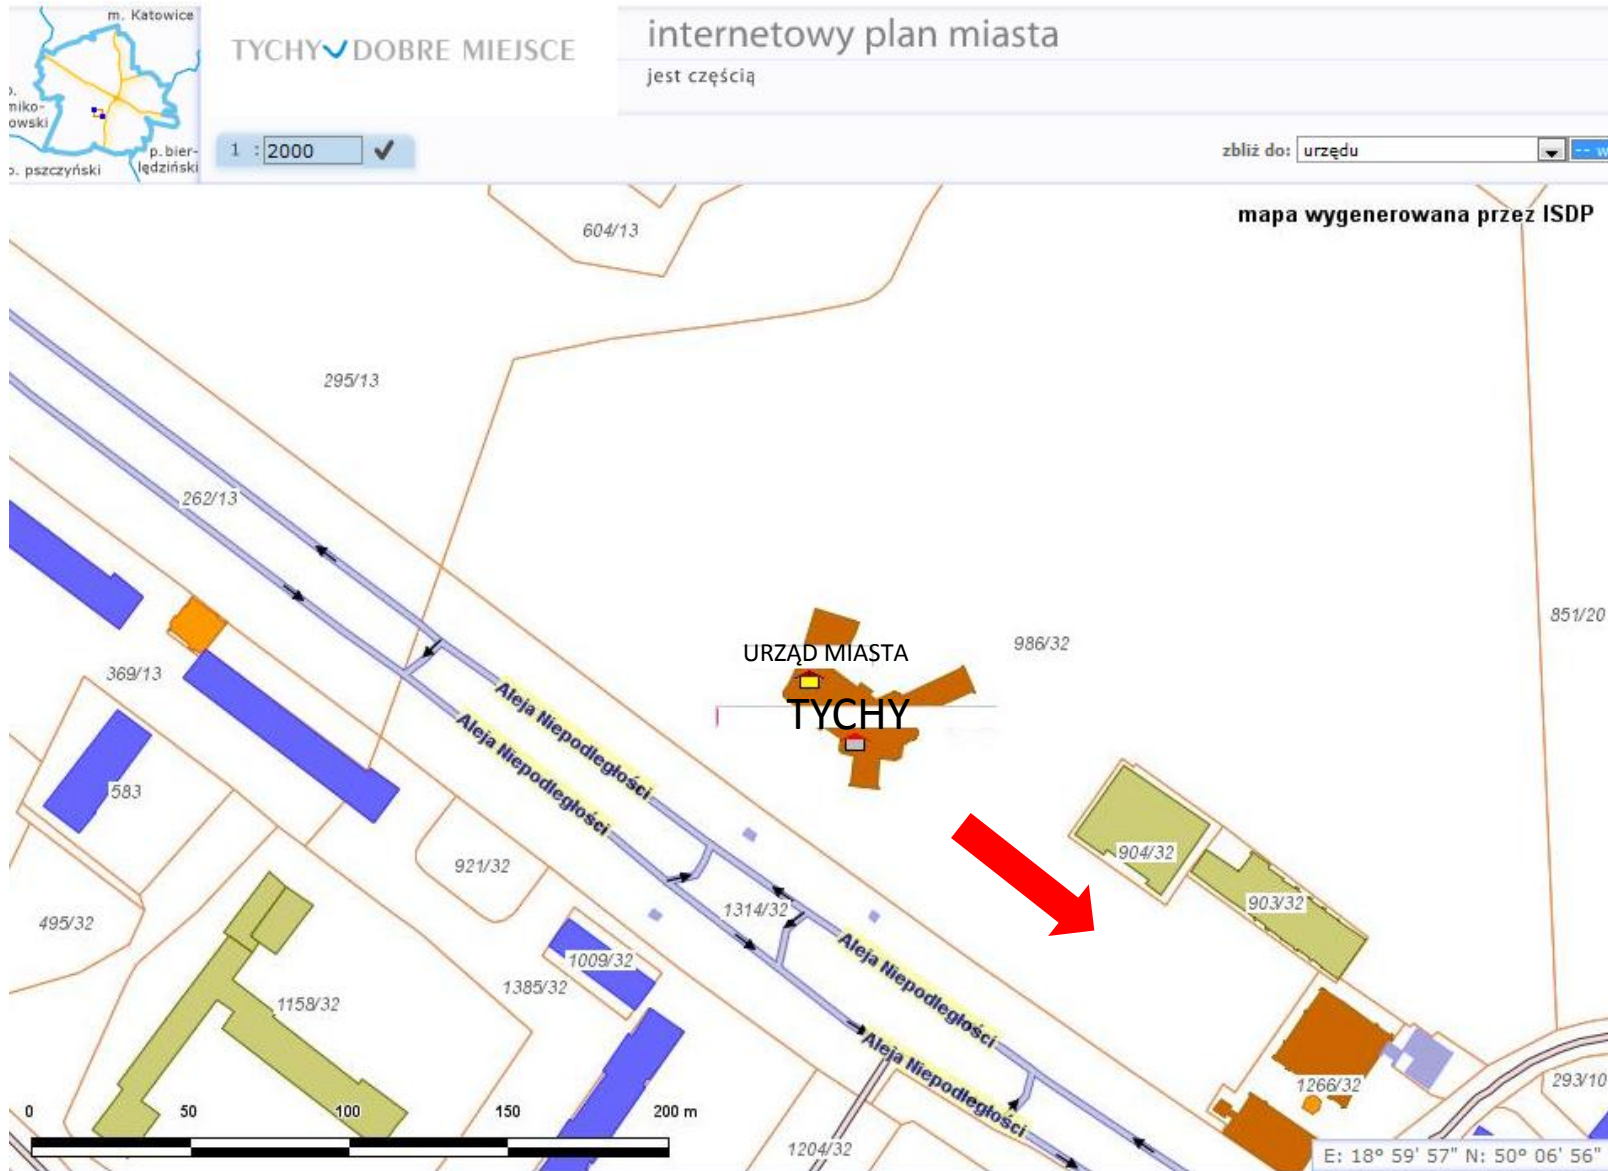 m. Katowice
niko-
owski
p. pszczyński
p.bier-
lędziński
TYCHY DOBRE MIEJSCE
internetowy plan miasta
jest częścią
1 : 2000
zbliż do: urzędu
-- w
mapa wygenerowana przez ISDP
604/13
295/13
262/13
851/20
986/32
URZĄD MIASTA
TYCHY
369/13
Aleja Niepodległości
Aleja Niepodległości
583
904/32
921/32
903/32
495/32
1314/32
1009/32
1385/32
Aleja Niepodległości
1158/32
Aleja Niepodległości
1266/32
293/10
0 50 100 150 200 m
1204/32
E: 18° 59' 57" N: 50° 06' 56"